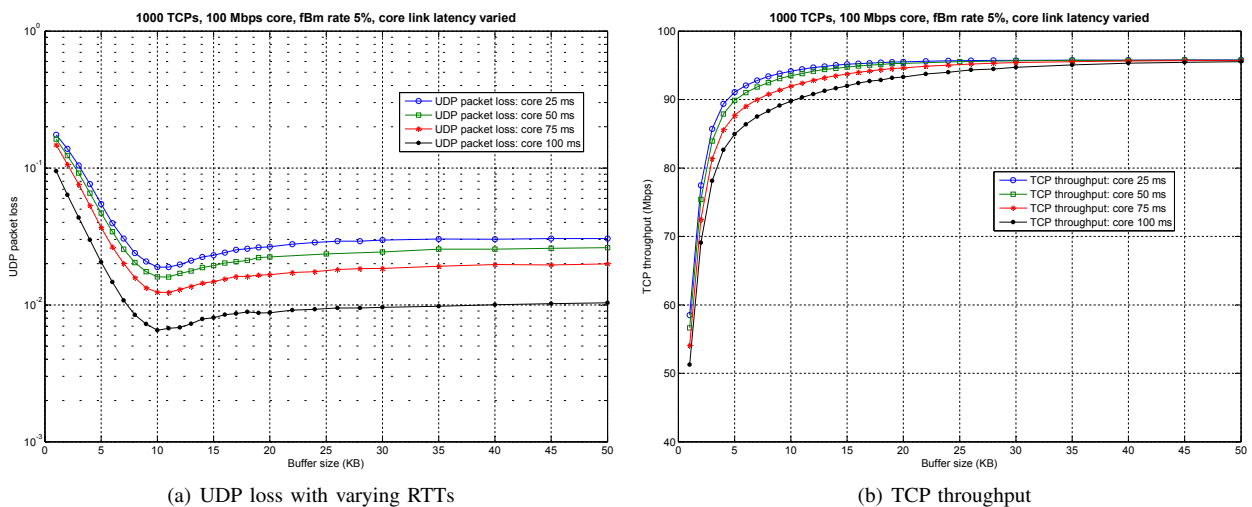 1000 TCPs, 100 Mbps core, fBm rate 5%, core link latency varied
10^0
10^-1
10^-2
10^-3
UDP packet loss
UDP packet loss: core 25 ms
UDP packet loss: core 50 ms
UDP packet loss: core 75 ms
UDP packet loss: core 100 ms
0 5 10 15 20 25 30 35 40 45 50
Buffer size (KB)
(a) UDP loss with varying RTTs
1000 TCPs, 100 Mbps core, fBm rate 5%, core link latency varied
100
90
80
70
60
50
40
TCP throughput (Mbps)
TCP throughput: core 25 ms
TCP throughput: core 50 ms
TCP throughput: core 75 ms
TCP throughput: core 100 ms
0 5 10 15 20 25 30 35 40 45 50
Buffer size (KB)
(b) TCP throughput